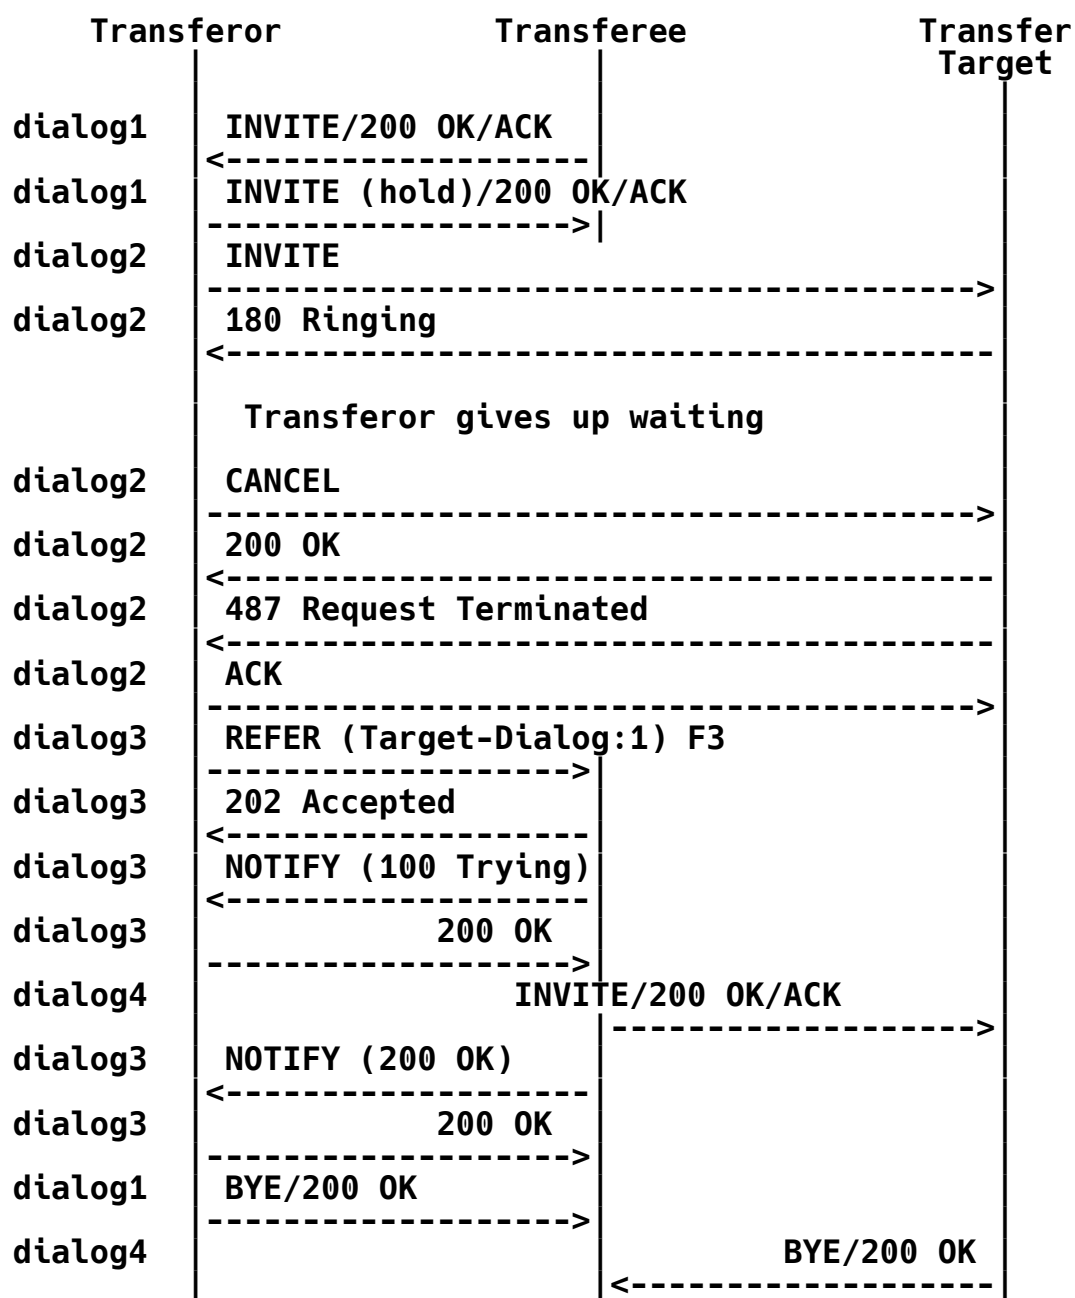 Transferor Transferee Transfer
Target
dialog1 INVITE/200 OK/ACK
dialog1 INVITE (hold)/200 OK/ACK
dialog2 INVITE
dialog2 180 Ringing
Transferor gives up waiting
dialog2 CANCEL
dialog2 200 OK
dialog2 487 Request Terminated
dialog2 ACK
dialog3 REFER (Target-Dialog:1) F3
dialog3 202 Accepted
dialog3 NOTIFY (100 Trying)
dialog3 200 OK
dialog4 INVITE/200 OK/ACK
dialog3 NOTIFY (200 OK)
dialog3 200 OK
dialog1 BYE/200 OK
dialog4 BYE/200 OK